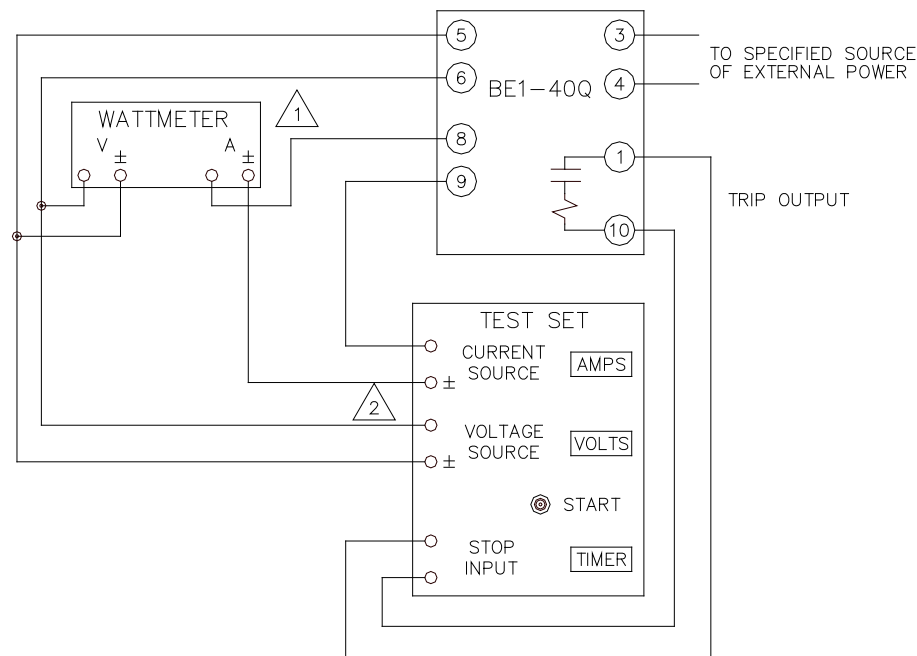 5
3
TO SPECIFIED SOURCE
OF EXTERNAL POWER
6
BE1-40Q
4
WATTMETER
1
V
±
A
±
8
1
9
TRIP OUTPUT
10
TEST SET
CURRENT
SOURCE
AMPS
±
2
VOLTAGE
SOURCE
VOLTS
±
START
STOP
INPUT
TIMER